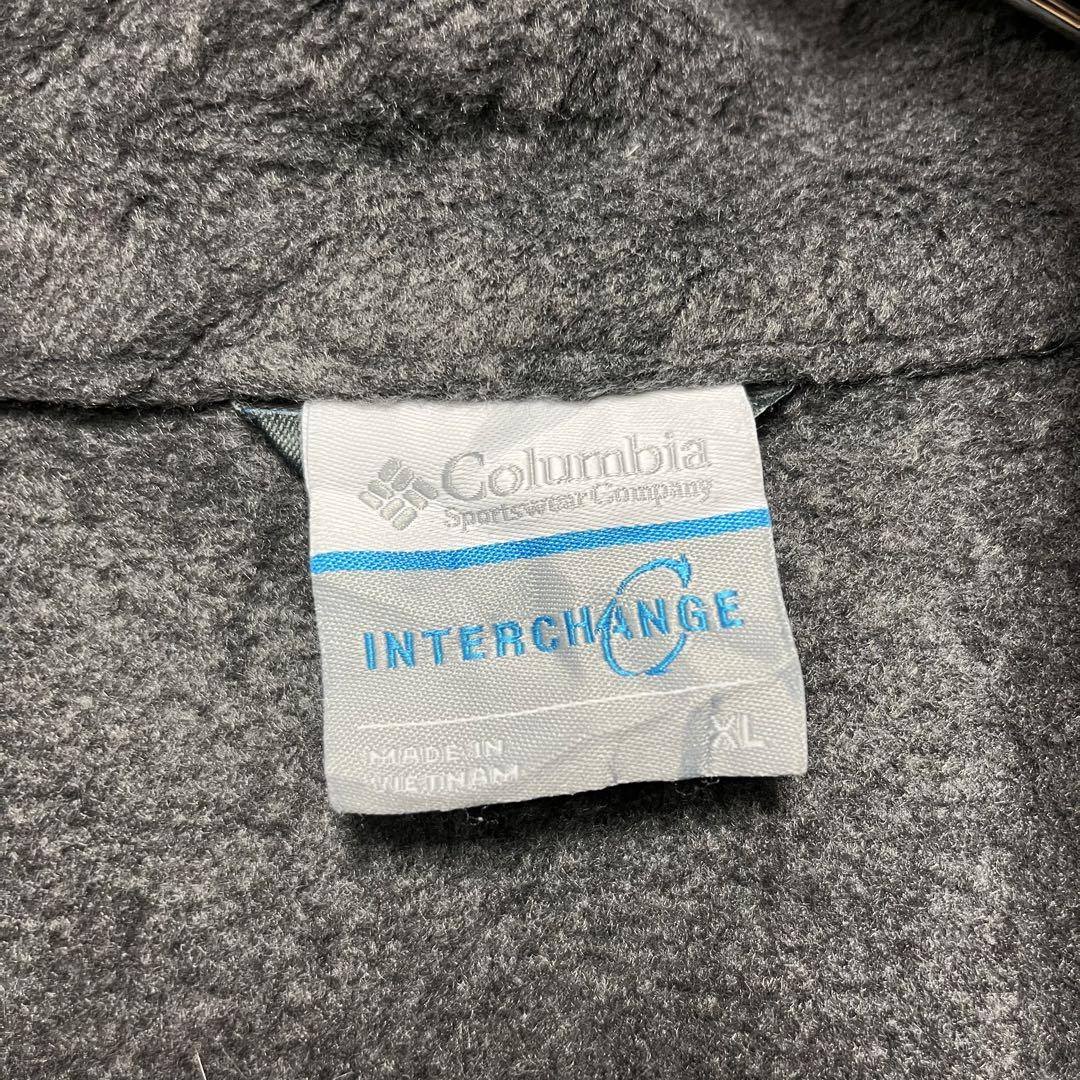 Columbia
Sportswear Company
INTERCHANGE
MADE IN
VIETNAM
XL